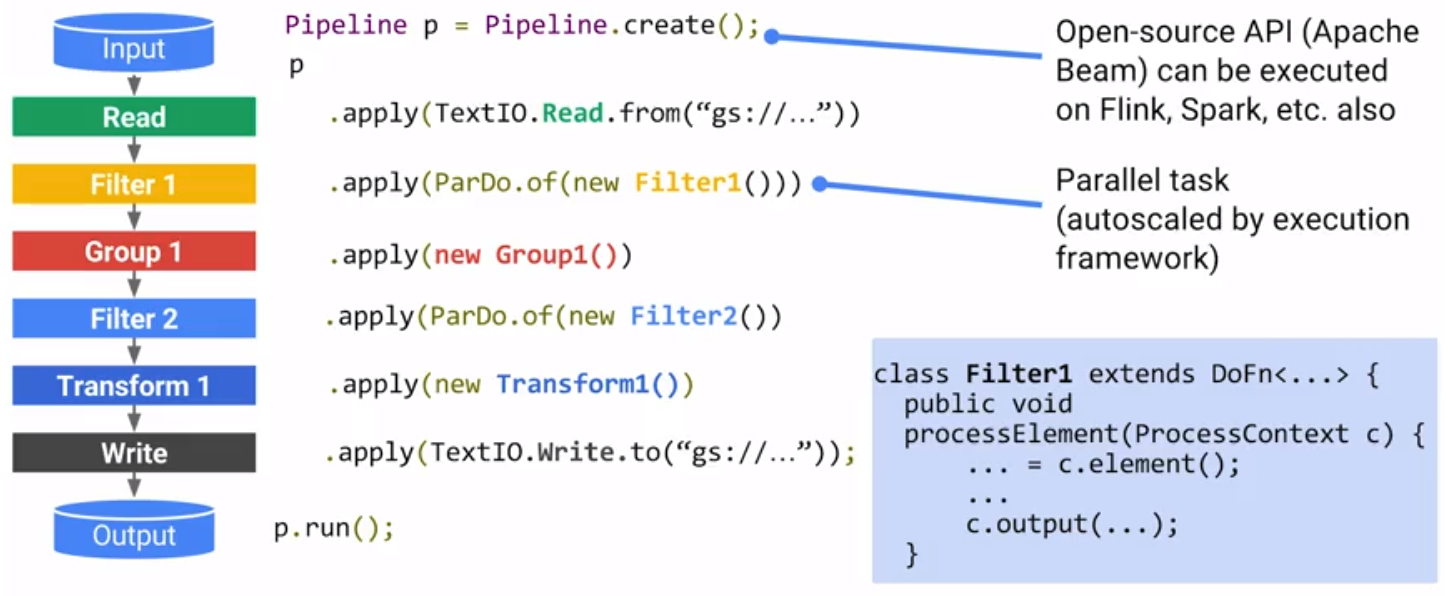 Input
Read
Filter 1
Group 1
Filter 2
Transform 1
Write
Output
Pipeline p = Pipeline.create();
p
.apply(TextIO.Read.from(“gs://…”))
.apply(ParDo.of(new Filter1()))
.apply(new Group1())
.apply(ParDo.of(new Filter2())
.apply(new Transform1())
.apply(TextIO.Write.to(“gs://…”));
p.run();
Open-source API (Apache
Beam) can be executed
on Flink, Spark, etc. also
Parallel task
(autoscaled by execution
framework)
class Filter1 extends DoFn<...> {
public void
processElement(ProcessContext c) {
... = c.element();
...
c.output(...);
}